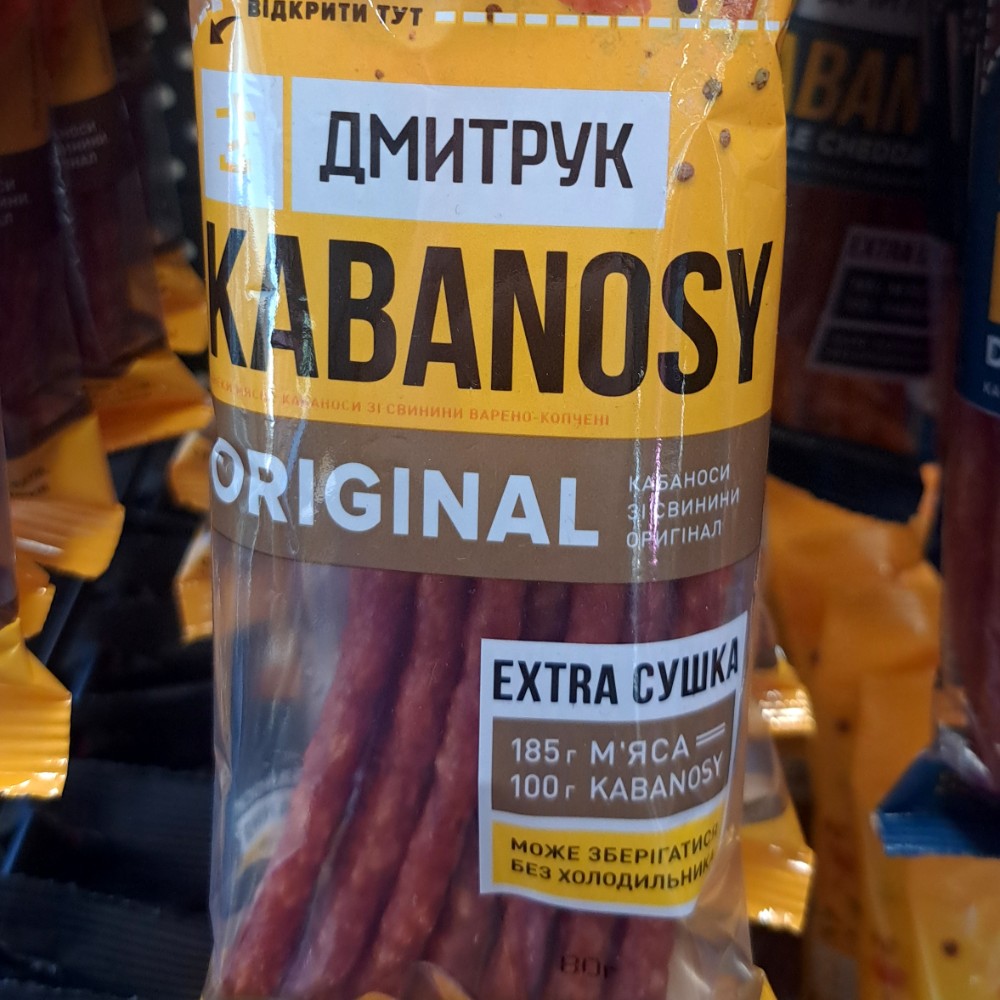 ВІДКРИТИ ТУТ
ДМИТРУК
KABANOSY
КАБАНОСИ ЗІ СВИНИНИ ВАРЕНО-КОПЧЕНІ
ORIGINAL
КАБАНОСИ
ЗІ СВИНИНИ
ОРИГІНАЛ
EXTRA СУШКА
185г М'ЯСА =
100г KABANOSY
МОЖЕ ЗБЕРІГАТИСЯ
БЕЗ ХОЛОДИЛЬНИКА
80г